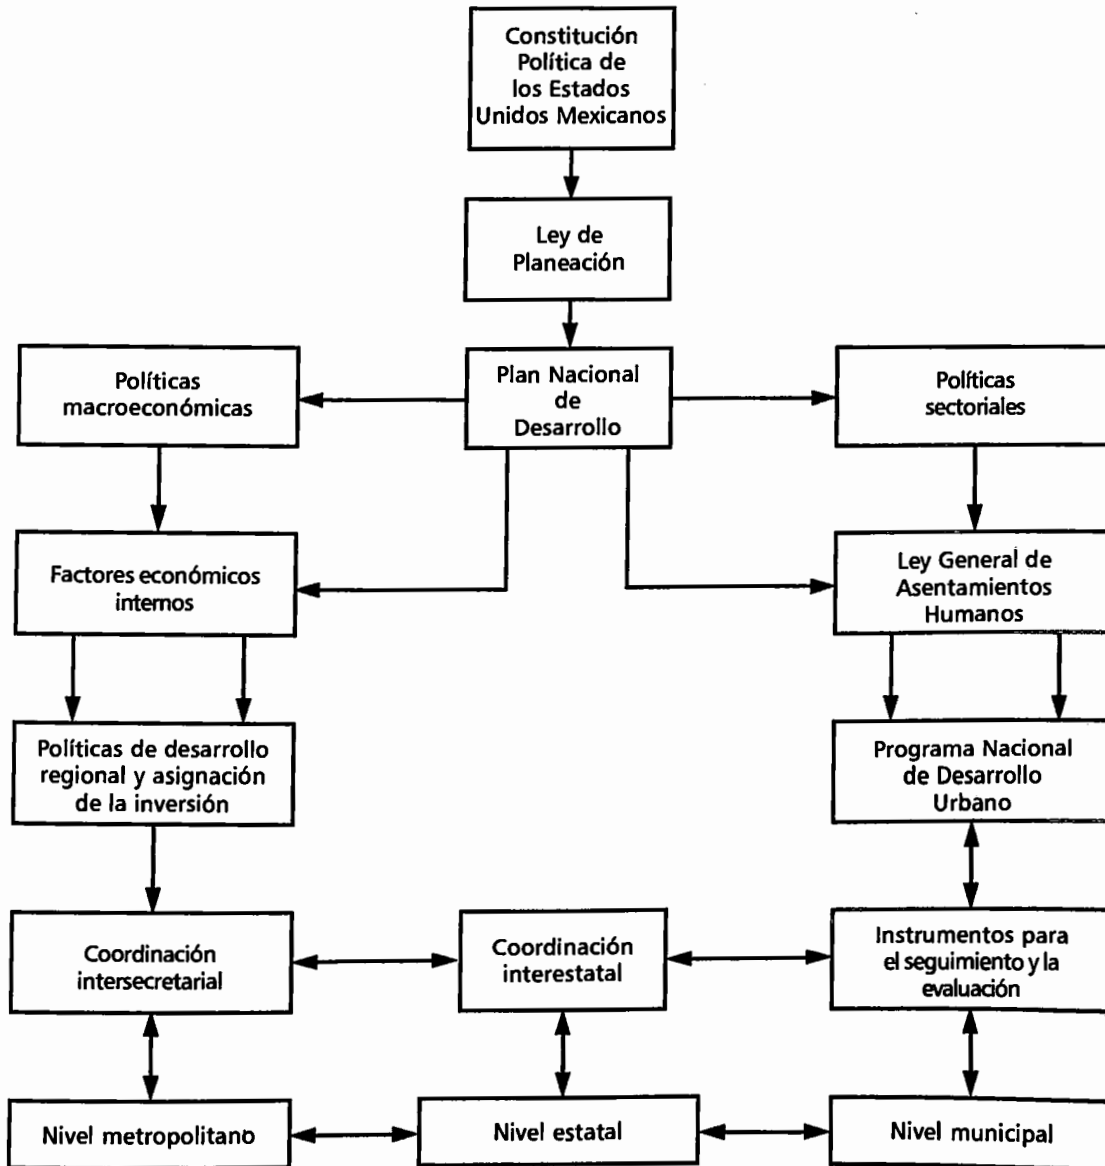 Constitución
Política de
los Estados
Unidos Mexicanos
Ley de
Planeación
Políticas
macroeconómicas
Plan Nacional
de
Desarrollo
Políticas
sectoriales
Factores económicos
internos
Ley General de
Asentamientos
Humanos
Políticas de desarrollo
regional y asignación
de la inversión
Programa Nacional
de Desarrollo
Urbano
Coordinación
intersecretarial
Coordinación
interestatal
Instrumentos para
el seguimiento y la
evaluación
Nivel metropolitano
Nivel estatal
Nivel municipal